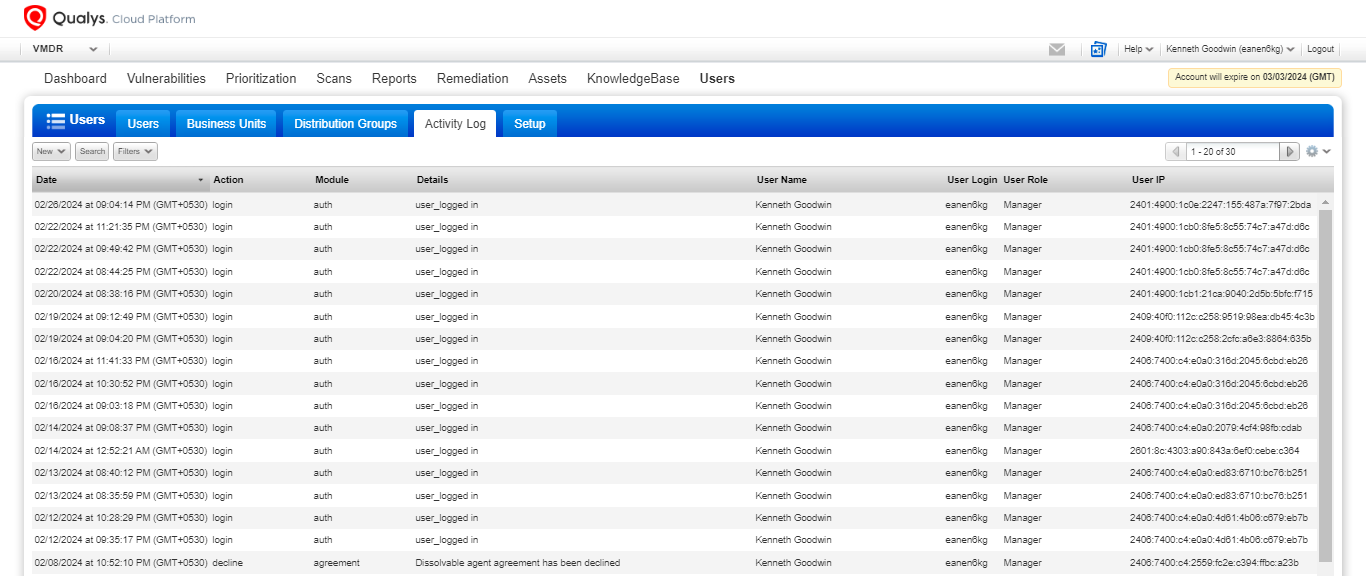 Qualys. Cloud Platform
VMDR Help Kenneth Goodwin (eanen6kg) Logout
Dashboard Vulnerabilities Prioritization Scans Reports Remediation Assets KnowledgeBase Users Account will expire on 03/03/2024 (GMT)
Users Users Business Units Distribution Groups Activity Log Setup
New Search Filters 1 - 20 of 30
Date Action Module Details User Name User Login User Role User IP
02/26/2024 at 09:04:14 PM (GMT+0530) login auth user_logged in Kenneth Goodwin eanen6kg Manager 2401:4900:1c0e:2247:155:487a:7f97:2bda
02/22/2024 at 11:21:35 PM (GMT+0530) login auth user_logged in Kenneth Goodwin eanen6kg Manager 2401:4900:1cb0:8fe5:8c55:74c7:a47d:d6c
02/22/2024 at 09:49:42 PM (GMT+0530) login auth user_logged in Kenneth Goodwin eanen6kg Manager 2401:4900:1cb0:8fe5:8c55:74c7:a47d:d6c
02/22/2024 at 08:44:25 PM (GMT+0530) login auth user_logged in Kenneth Goodwin eanen6kg Manager 2401:4900:1cb0:8fe5:8c55:74c7:a47d:d6c
02/20/2024 at 08:38:16 PM (GMT+0530) login auth user_logged in Kenneth Goodwin eanen6kg Manager 2401:4900:1cb1:21ca:9040:2d5b:5bfc:f715
02/19/2024 at 09:12:49 PM (GMT+0530) login auth user_logged in Kenneth Goodwin eanen6kg Manager 2409:40f0:112c:c258:9519:98ea:db45:4c3b
02/19/2024 at 09:04:20 PM (GMT+0530) login auth user_logged in Kenneth Goodwin eanen6kg Manager 2409:40f0:112c:c258:2cfc:a6e3:8864:635b
02/16/2024 at 11:41:33 PM (GMT+0530) login auth user_logged in Kenneth Goodwin eanen6kg Manager 2406:7400:c4:e0a0:316d:2045:6cbd:eb26
02/16/2024 at 10:30:52 PM (GMT+0530) login auth user_logged in Kenneth Goodwin eanen6kg Manager 2406:7400:c4:e0a0:316d:2045:6cbd:eb26
02/16/2024 at 09:03:18 PM (GMT+0530) login auth user_logged in Kenneth Goodwin eanen6kg Manager 2406:7400:c4:e0a0:316d:2045:6cbd:eb26
02/14/2024 at 09:08:37 PM (GMT+0530) login auth user_logged in Kenneth Goodwin eanen6kg Manager 2406:7400:c4:e0a0:2079:4cf4:98fb:cdab
02/14/2024 at 12:52:21 AM (GMT+0530) login auth user_logged in Kenneth Goodwin eanen6kg Manager 2601:8c:4303:a90:843a:6ef0:cebe:c364
02/13/2024 at 08:40:12 PM (GMT+0530) login auth user_logged in Kenneth Goodwin eanen6kg Manager 2406:7400:c4:e0a0:ed83:6710:bc76:b251
02/13/2024 at 08:35:59 PM (GMT+0530) login auth user_logged in Kenneth Goodwin eanen6kg Manager 2406:7400:c4:e0a0:ed83:6710:bc76:b251
02/12/2024 at 10:28:29 PM (GMT+0530) login auth user_logged in Kenneth Goodwin eanen6kg Manager 2406:7400:c4:e0a0:4d61:4b06:c679:eb7b
02/12/2024 at 09:35:17 PM (GMT+0530) login auth user_logged in Kenneth Goodwin eanen6kg Manager 2406:7400:c4:e0a0:4d61:4b06:c679:eb7b
02/08/2024 at 10:52:10 PM (GMT+0530) decline agreement Dissolvable agent agreement has been declined Kenneth Goodwin eanen6kg Manager 2406:7400:c4:2559:fc2e:c394:ffbc:a23b